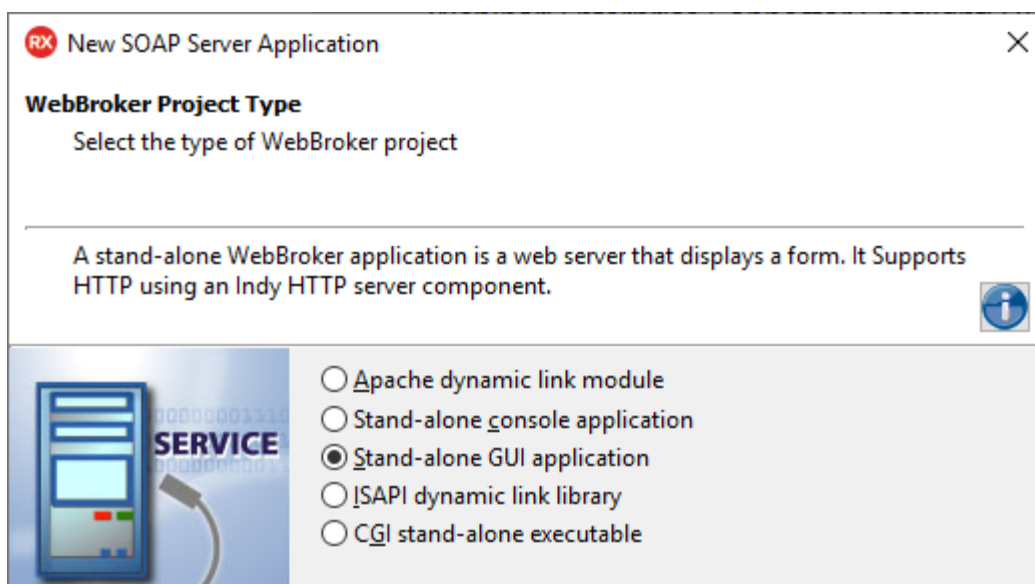 RX New SOAP Server Application
WebBroker Project Type
Select the type of WebBroker project
A stand-alone WebBroker application is a web server that displays a form. It Supports
HTTP using an Indy HTTP server component.
Apache dynamic link module
Stand-alone console application
SERVICE
Stand-alone GUI application
ISAPI dynamic link library
CGI stand-alone executable